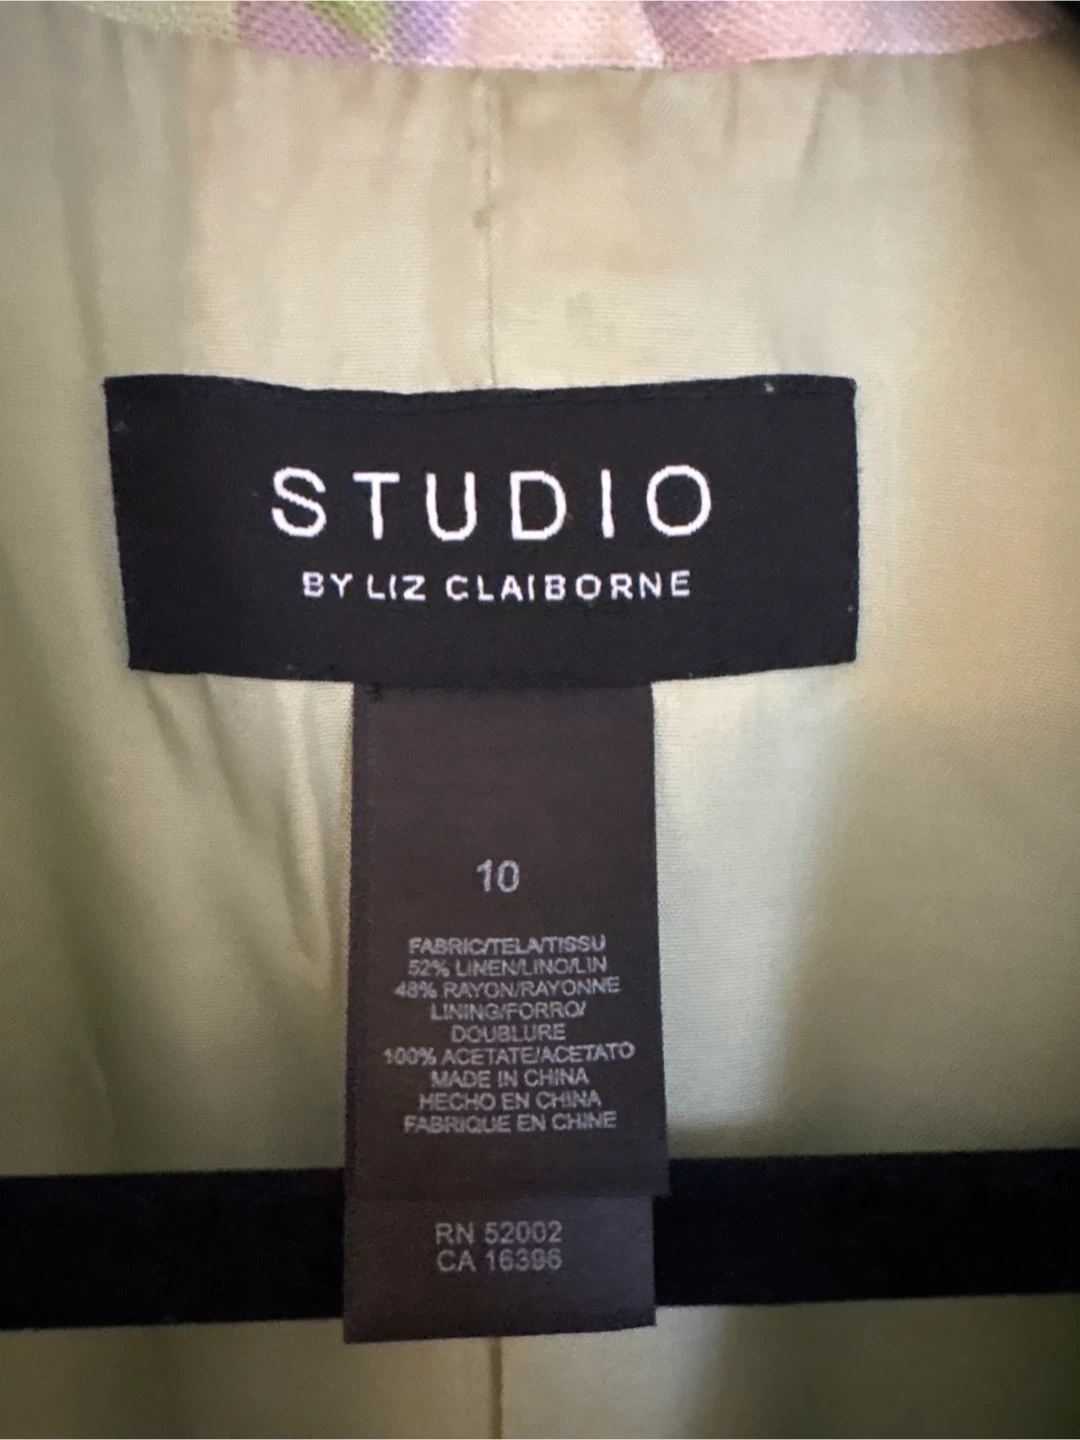 STUDIO
BY LIZ CLAIBORNE
10
FABRIC/TELA/TISSU
52% LINEN/LINO/LIN
48% RAYON/RAYONNE
LINING/FORRO/
DOUBLURE
100% ACETATE/ACETATO
MADE IN CHINA
HECHO EN CHINA
FABRIQUE EN CHINE
RN 52002
CA 16396